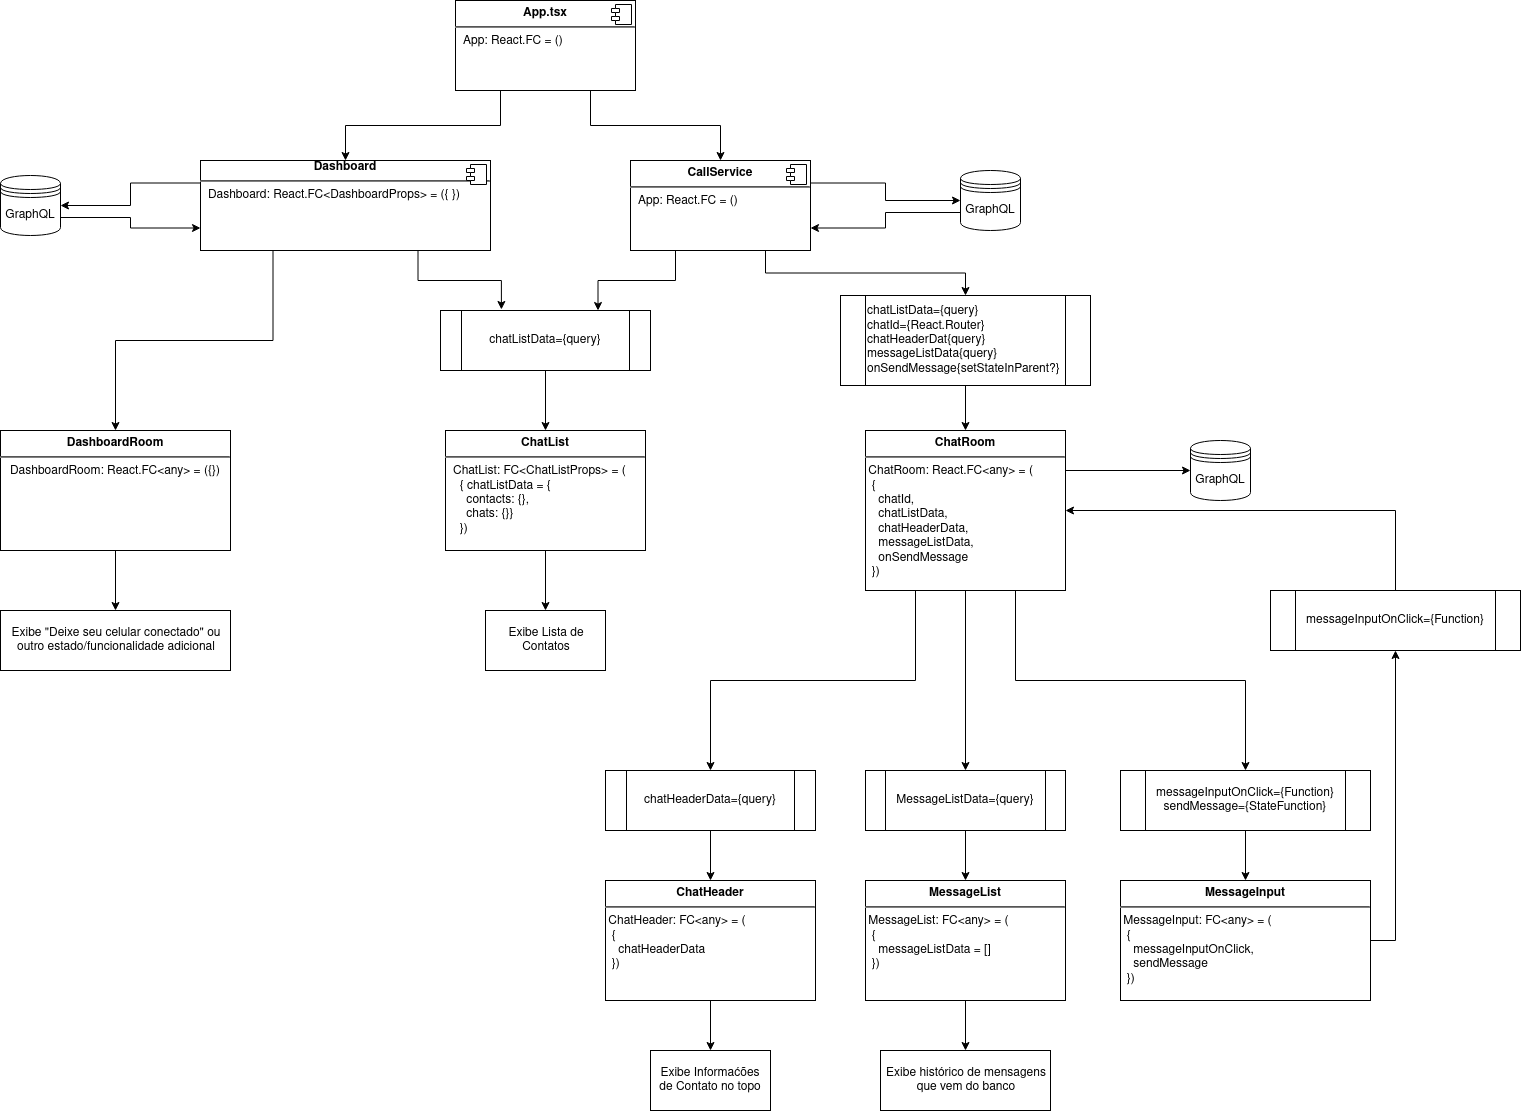 App.tsx
App: React.FC = ()
Dashboard
Dashboard: React.FC<DashboardProps> = ({ })
GraphQL
CallService
App: React.FC = ()
GraphQL
chatListData={query}
chatListData={query}
chatId={React.Router}
chatHeaderDat{query}
messageListData{query}
onSendMessage{setStateInParent?}
DashboardRoom
DashboardRoom: React.FC<any> = ({})
ChatList
ChatList: FC<ChatListProps> = (
{ chatListData = {
contacts: {},
chats: {}}
})
ChatRoom
ChatRoom: React.FC<any> = (
{
chatId,
chatListData,
chatHeaderData,
messageListData,
onSendMessage
})
GraphQL
Exibe "Deixe seu celular conectado" ou
outro estado/funcionalidade adicional
Exibe Lista de
Contatos
messageInputOnClick={Function}
chatHeaderData={query}
MessageListData={query}
messageInputOnClick={Function}
sendMessage={StateFunction}
ChatHeader
ChatHeader: FC<any> = (
{
chatHeaderData
})
MessageList
MessageList: FC<any> = (
{
messageListData = []
})
MessageInput
MessageInput: FC<any> = (
{
messageInputOnClick,
sendMessage
})
Exibe Informaćões
de Contato no topo
Exibe histórico de mensagens
que vem do banco